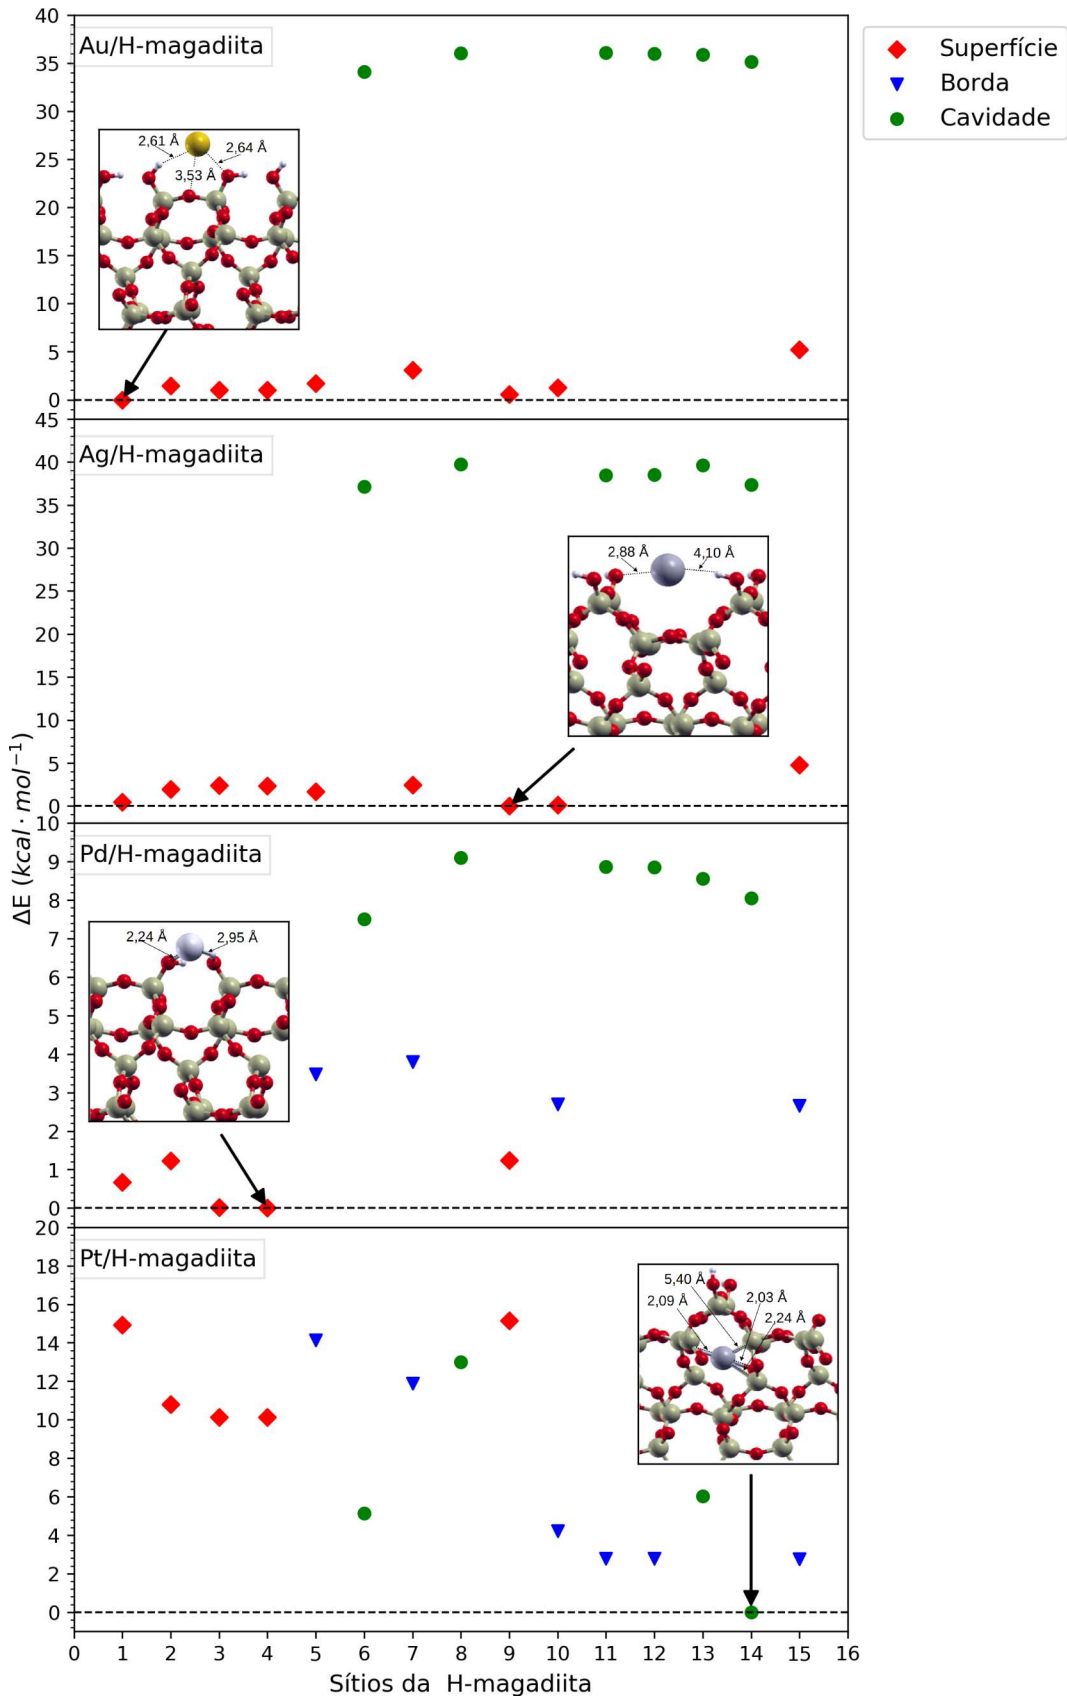 40
Au/H-magadiita
35
30
2,61 Å
2,64 Å
25
3,53 Å
20
15
10
5
0
Superfície
Borda
Cavidade
45
Ag/H-magadiita
40
35
30
2,88 Å
4,10 Å
25
20
15
10
5
0
ΔE (kcal · mol⁻¹)
10
Pd/H-magadiita
9
8
7
2,24 Å
2,95 Å
6
5
4
3
2
1
0
20
Pt/H-magadiita
18
16
5,40 Å
2,09 Å
2,03 Å
2,24 Å
14
12
10
8
6
4
2
0
0 1 2 3 4 5 6 7 8 9 10 11 12 13 14 15 16
Sítios da H-magadiita